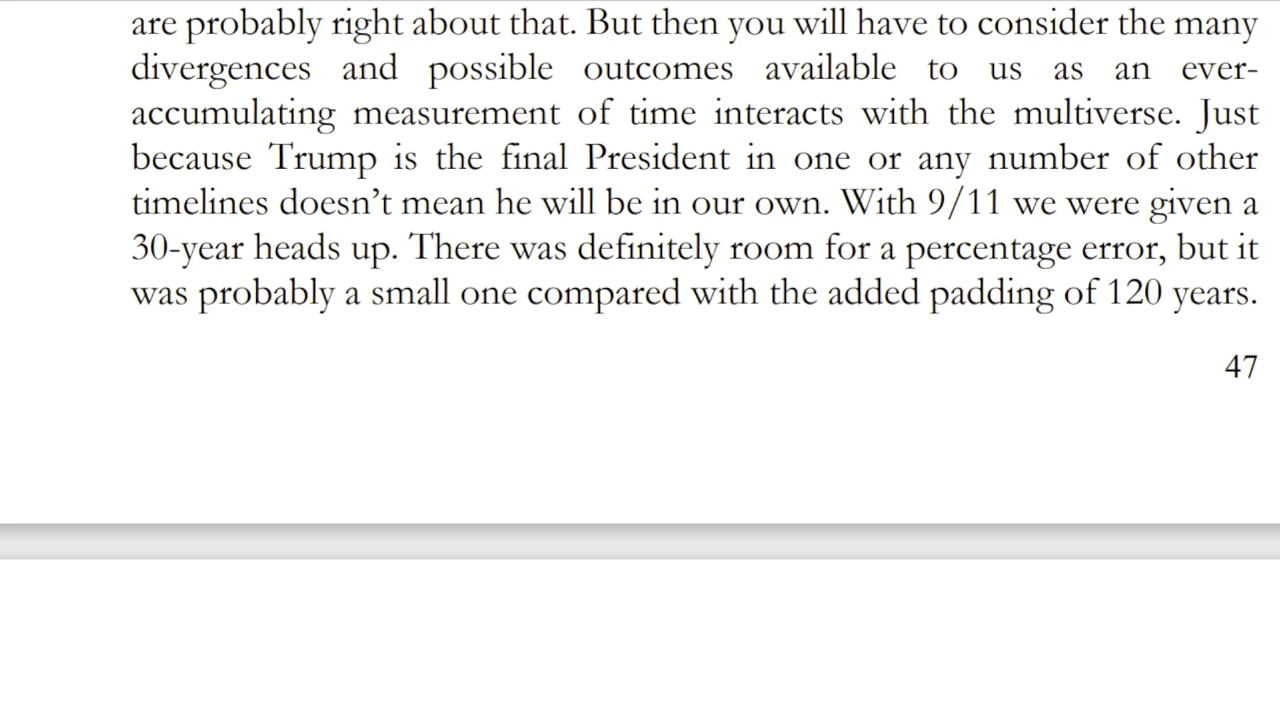 are probably right about that. But then you will have to consider the many
divergences and possible outcomes available to us as an ever-
accumulating measurement of time interacts with the multiverse. Just
because Trump is the final President in one or any number of other
timelines doesn’t mean he will be in our own. With 9/11 we were given a
30-year heads up. There was definitely room for a percentage error, but it
was probably a small one compared with the added padding of 120 years.
47